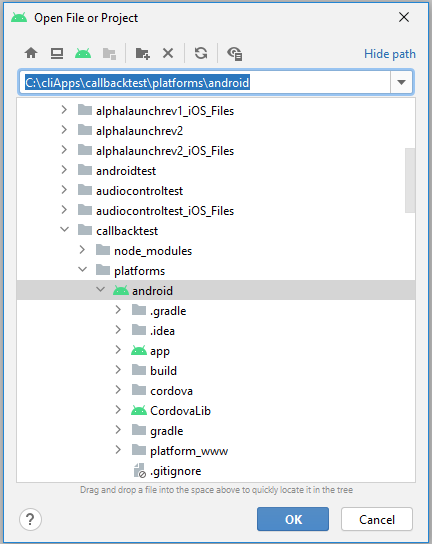 Open File or Project
Hide path
C:\cliApps\callbacktest\platforms\android
alphalaunchrev1_iOS_Files
alphalaunchrev2
alphalaunchrev2_iOS_Files
androidtest
audiocontroltest
audiocontroltest_iOS_Files
callbacktest
node_modules
platforms
android
.gradle
.idea
app
build
cordova
CordovaLib
gradle
platform_www
.gitignore
Drag and drop a file into the space above to quickly locate it in the tree
? OK Cancel